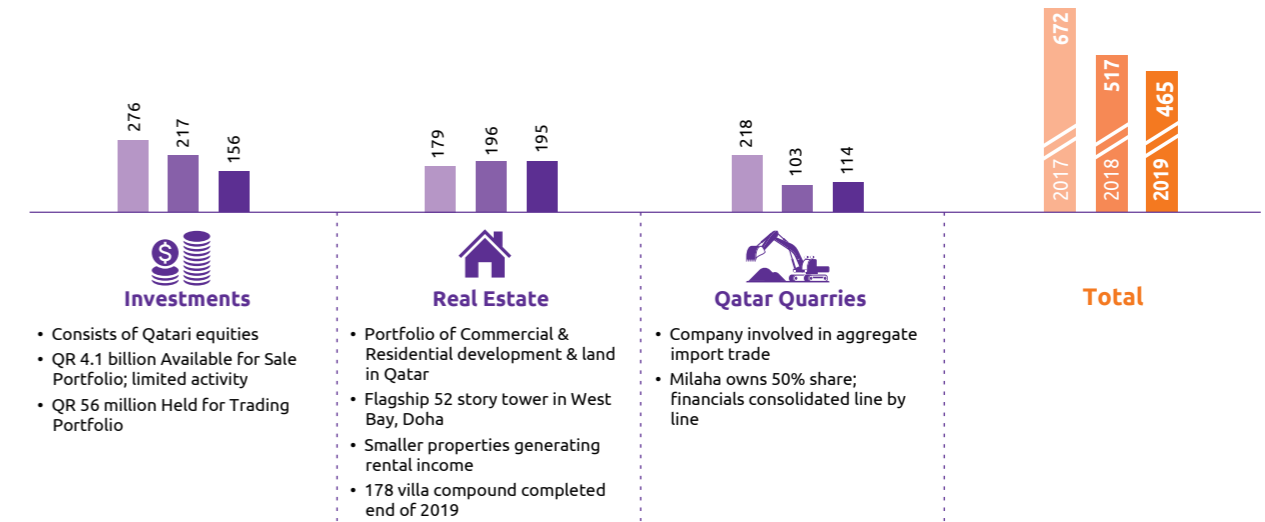 276
217
156
179
196
195
218
103
114
672
517
465
2017
2018
2019
$
Investments
• Consists of Qatari equities
• QR 4.1 billion Available for Sale
Portfolio; limited activity
• QR 56 million Held for Trading
Portfolio
Real Estate
• Portfolio of Commercial &
Residential development & land
in Qatar
• Flagship 52 story tower in West
Bay, Doha
• Smaller properties generating
rental income
• 178 villa compound completed
end of 2019
Qatar Quarries
• Company involved in aggregate
import trade
• Milaha owns 50% share;
financials consolidated line by
line
Total